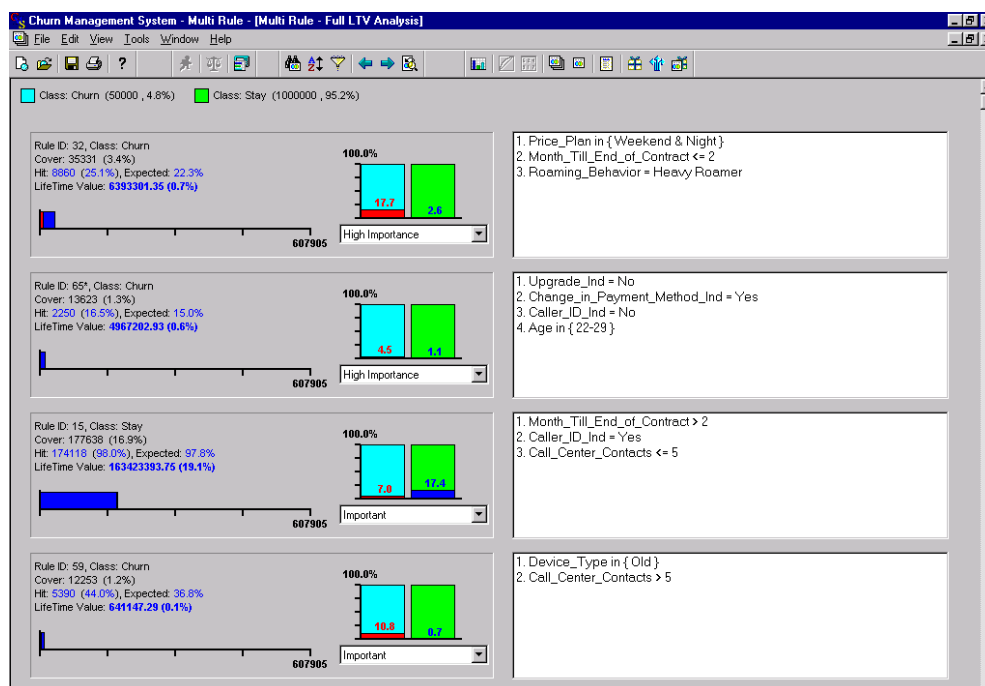 Churn Management System - Multi Rule - [Multi Rule - Full LTV Analysis]
File Edit View Tools Window Help
Class: Churn (50000 , 4.8%) Class: Stay (1000000 , 95.2%)
Rule ID: 32, Class: Churn
Cover: 35331 (3.4%)
Hit: 8860 (25.1%), Expected: 22.3%
LifeTime Value: 6393301.35 (0.7%)
607905
100.0%
17.7 2.6
High Importance
1. Price_Plan in { Weekend & Night }
2. Month_Till_End_of_Contract <= 2
3. Roaming_Behavior = Heavy Roamer
Rule ID: 65*, Class: Churn
Cover: 13623 (1.3%)
Hit: 2250 (16.5%), Expected: 15.0%
LifeTime Value: 4967202.93 (0.6%)
607905
100.0%
4.5 1.1
High Importance
1. Upgrade_Ind = No
2. Change_in_Payment_Method_Ind = Yes
3. Caller_ID_Ind = No
4. Age in { 22-29 }
Rule ID: 15, Class: Stay
Cover: 177638 (16.9%)
Hit: 174118 (98.0%), Expected: 97.8%
LifeTime Value: 163423393.75 (19.1%)
607905
100.0%
7.0 17.4
Important
1. Month_Till_End_of_Contract > 2
2. Caller_ID_Ind = Yes
3. Call_Center_Contacts <= 5
Rule ID: 59, Class: Churn
Cover: 12253 (1.2%)
Hit: 5390 (44.0%), Expected: 36.8%
LifeTime Value: 641147.29 (0.1%)
607905
100.0%
10.8 0.7
Important
1. Device_Type in { Old }
2. Call_Center_Contacts > 5